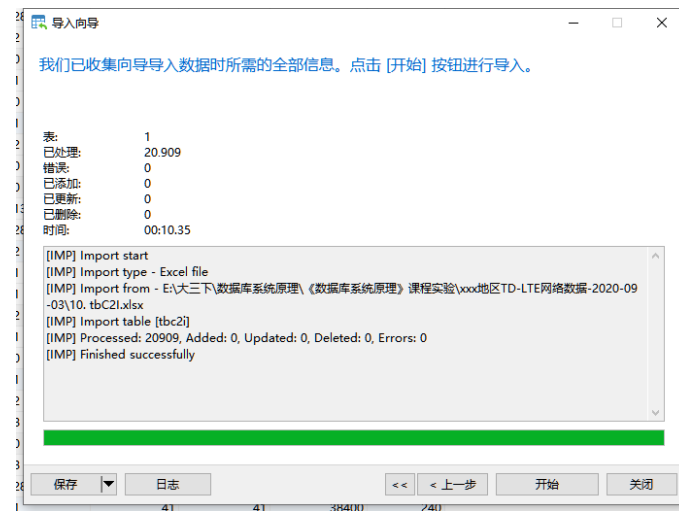 导入向导
我们已收集向导导入数据时所需的全部信息。点击 [开始] 按钮进行导入。
表: 1
已处理: 20.909
错误: 0
已添加: 0
已更新: 0
已删除: 0
时间: 00:10.35
[IMP] Import start
[IMP] Import type - Excel file
[IMP] Import from - E:\大三下\数据库系统原理\《数据库系统原理》课程实验\xxx地区TD-LTE网络数据-2020-09
-03\10. tbC2I.xlsx
[IMP] Import table [tbc2i]
[IMP] Processed: 20909, Added: 0, Updated: 0, Deleted: 0, Errors: 0
[IMP] Finished successfully
保存 日志 << < 上一步 开始 关闭
41 41 38400 240